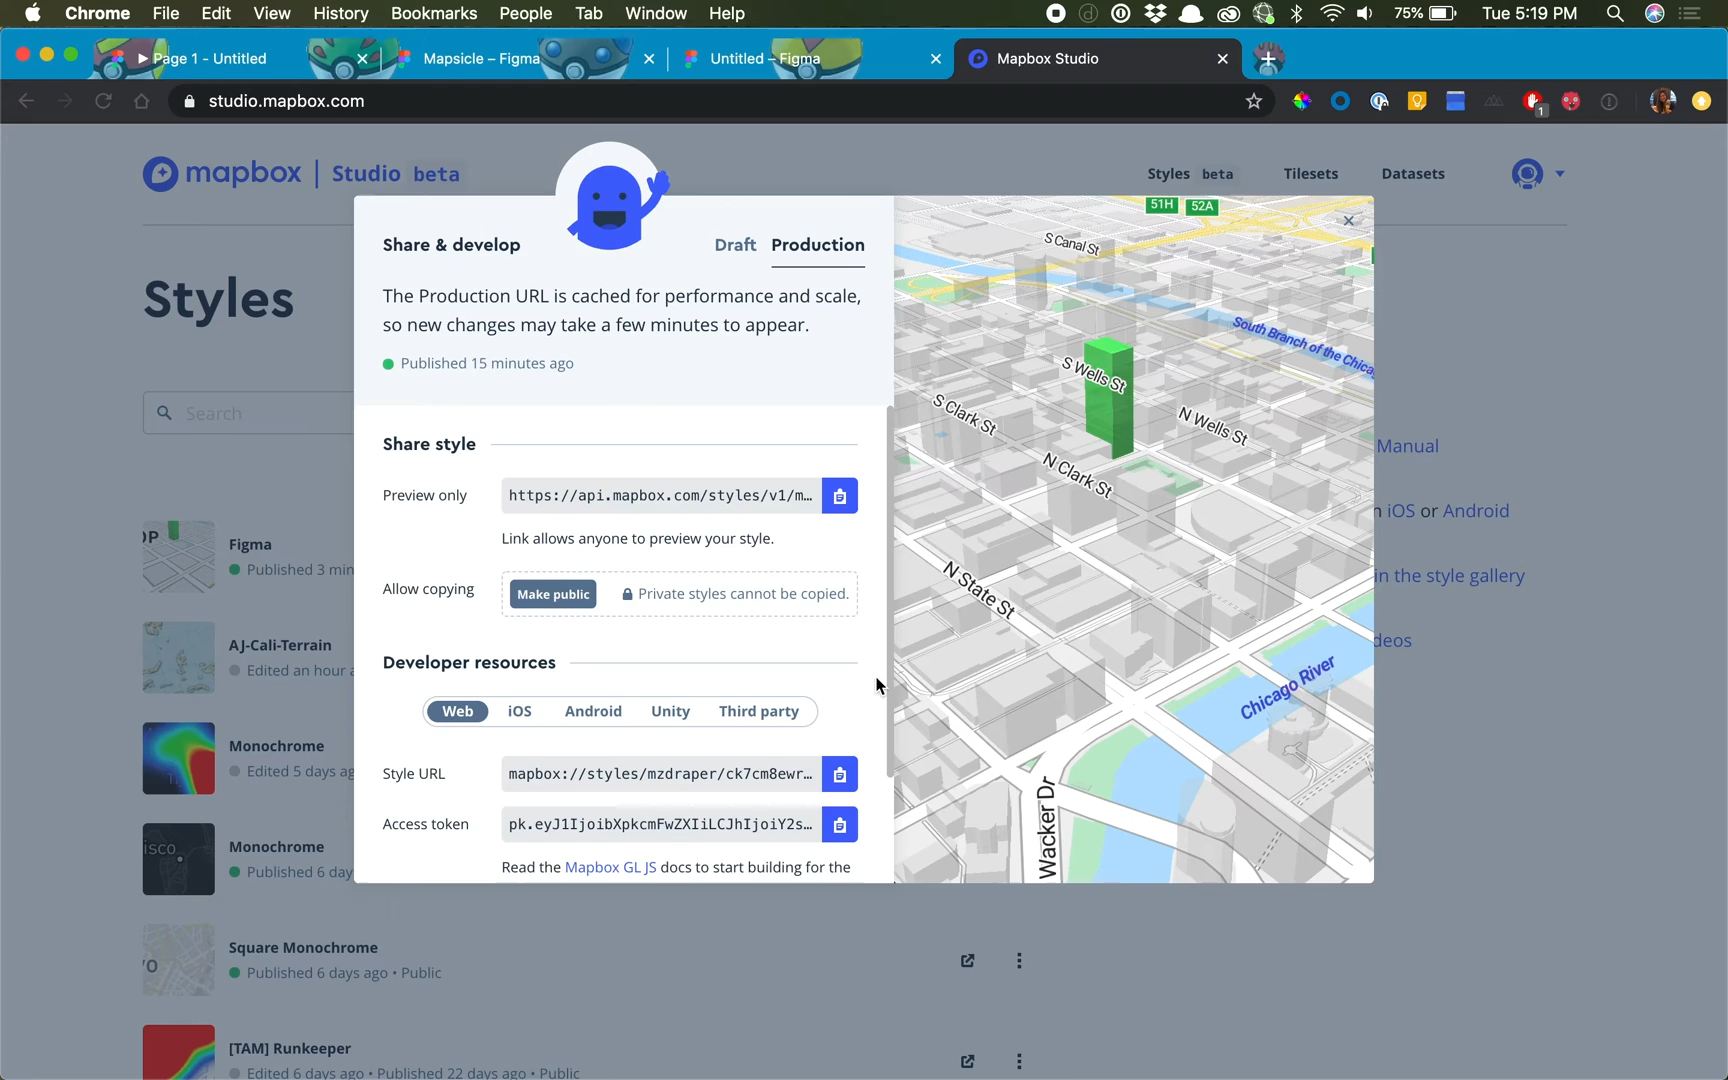 Chrome File Edit View History Bookmarks People Tab Window Help 75% Tue 5:19 PM
Page 1 - Untitled
Mapsicle – Figma
Untitled – Figma
Mapbox Studio
studio.mapbox.com
1
mapbox | Studio beta
Styles beta Tilesets Datasets
51H 52A
Share & develop Draft Production
The Production URL is cached for performance and scale,
so new changes may take a few minutes to appear.
Published 15 minutes ago
Styles
Search
Share style
Preview only https://api.mapbox.com/styles/v1/m…
Link allows anyone to preview your style.
Allow copying Make public Private styles cannot be copied.
Developer resources
Web iOS Android Unity Third party
Style URL mapbox://styles/mzdraper/ck7cm8ewr…
Access token pk.eyJ1IjoibXpkcmFwZXIiLCJhIjoiY2s…
Read the Mapbox GL JS docs to start building for the
S Canal St
South Branch of the Chica
S Wells St
S Clark St
N Wells St
N Clark St
N State St
Chicago River
Wacker Dr
Manual
n iOS or Android
in the style gallery
deos
OP
Figma
Published 3 min
AJ-Cali-Terrain
Edited an hour a
Monochrome
Edited 5 days ag
isco
Monochrome
Published 6 day
Square Monochrome
Published 6 days ago • Public
[TAM] Runkeeper
Edited 6 days ago • Published 22 days ago • Public